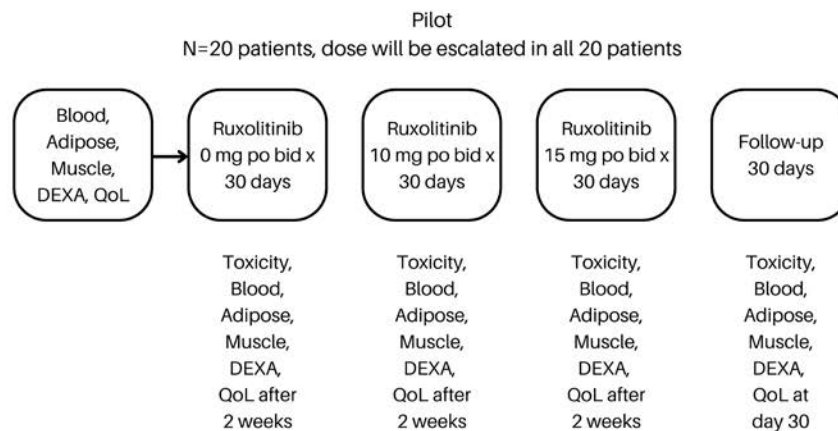 Pilot
N=20 patients, dose will be escalated in all 20 patients
Blood,
Adipose,
Muscle,
DEXA, QoL
Ruxolitinib
0 mg po bid x
30 days
Ruxolitinib
10 mg po bid x
30 days
Ruxolitinib
15 mg po bid x
30 days
Follow-up
30 days
Toxicity,
Blood,
Adipose,
Muscle,
DEXA,
QoL after
2 weeks
Toxicity,
Blood,
Adipose,
Muscle,
DEXA,
QoL after
2 weeks
Toxicity,
Blood,
Adipose,
Muscle,
DEXA,
QoL after
2 weeks
Toxicity,
Blood,
Adipose,
Muscle,
DEXA,
QoL at
day 30